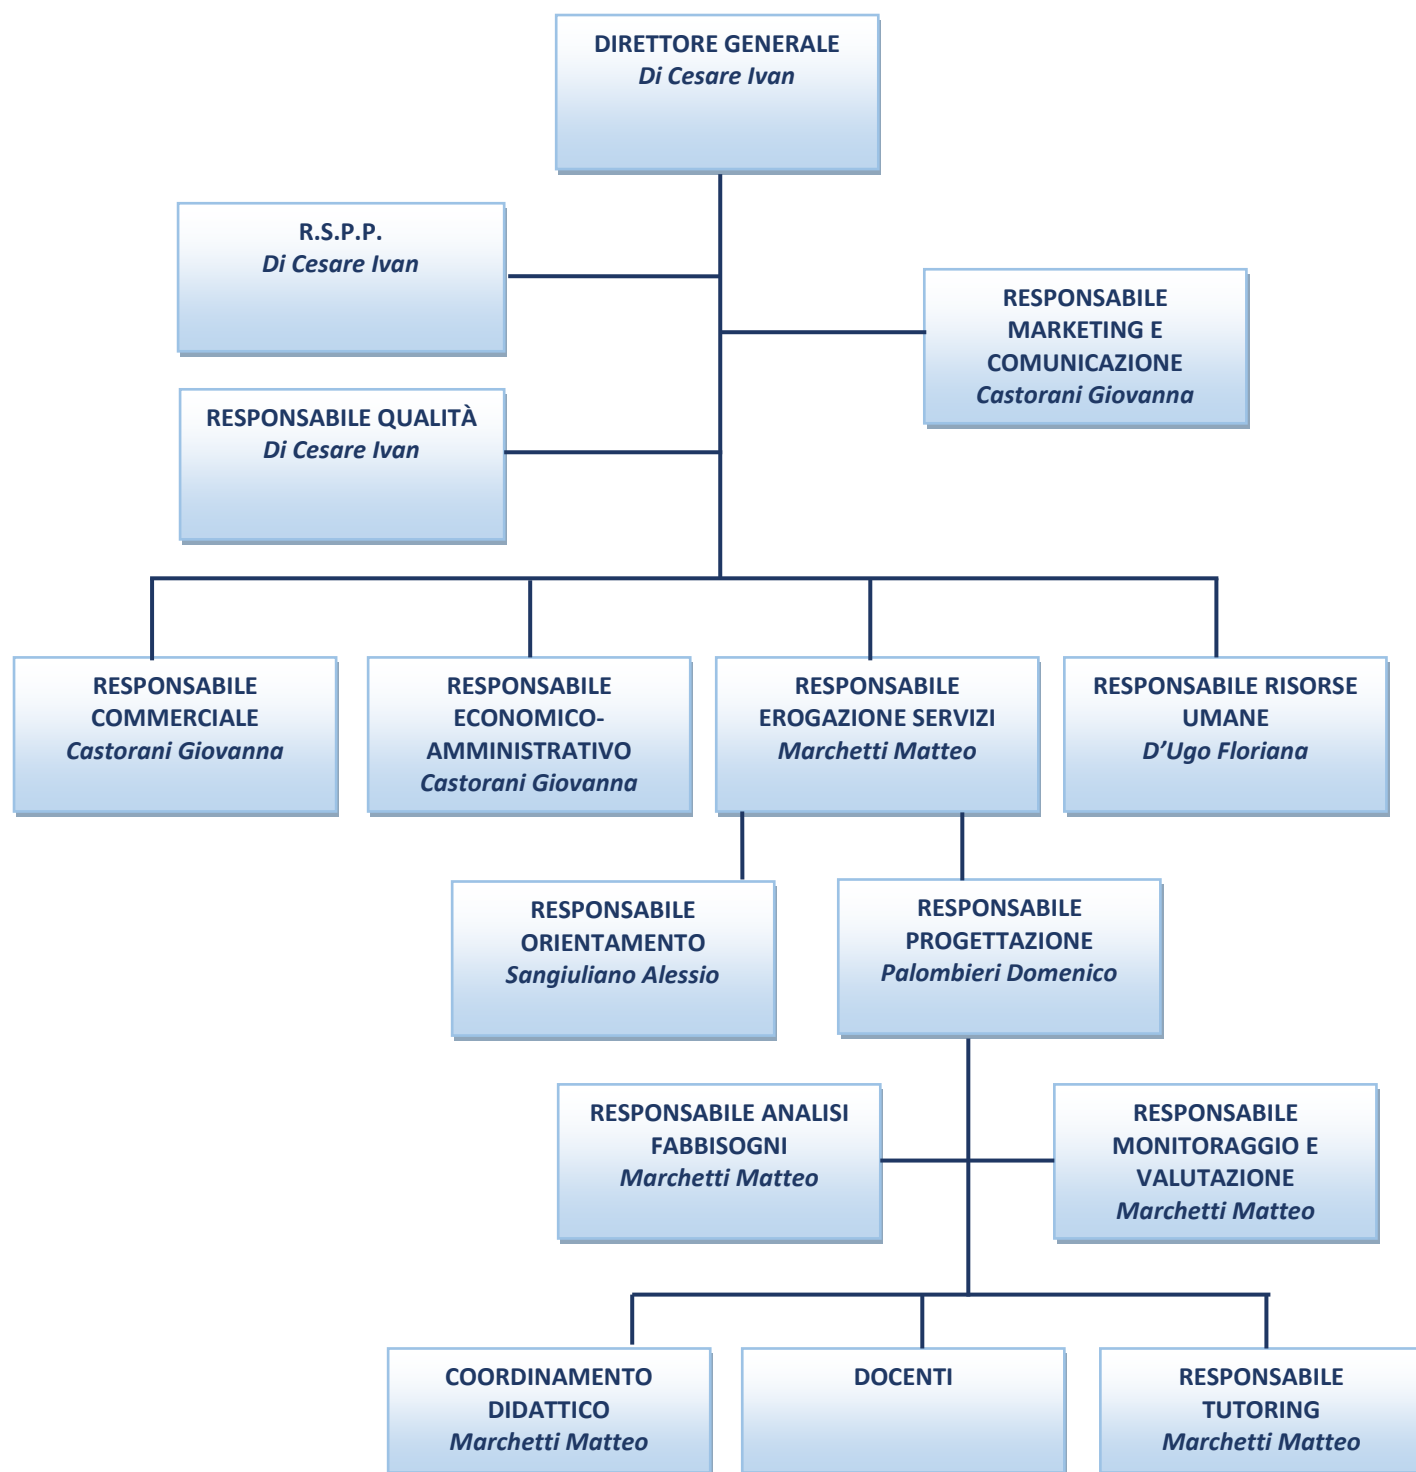 DIRETTORE GENERALE
Di Cesare Ivan
R.S.P.P.
Di Cesare Ivan
RESPONSABILE
MARKETING E
COMUNICAZIONE
Castorani Giovanna
RESPONSABILE QUALITÀ
Di Cesare Ivan
RESPONSABILE
COMMERCIALE
Castorani Giovanna
RESPONSABILE
ECONOMICO-
AMMINISTRATIVO
Castorani Giovanna
RESPONSABILE
EROGAZIONE SERVIZI
Marchetti Matteo
RESPONSABILE RISORSE
UMANE
D’Ugo Floriana
RESPONSABILE
ORIENTAMENTO
Sangiuliano Alessio
RESPONSABILE
PROGETTAZIONE
Palombieri Domenico
RESPONSABILE ANALISI
FABBISOGNI
Marchetti Matteo
RESPONSABILE
MONITORAGGIO E
VALUTAZIONE
Marchetti Matteo
COORDINAMENTO
DIDATTICO
Marchetti Matteo
DOCENTI
RESPONSABILE
TUTORING
Marchetti Matteo